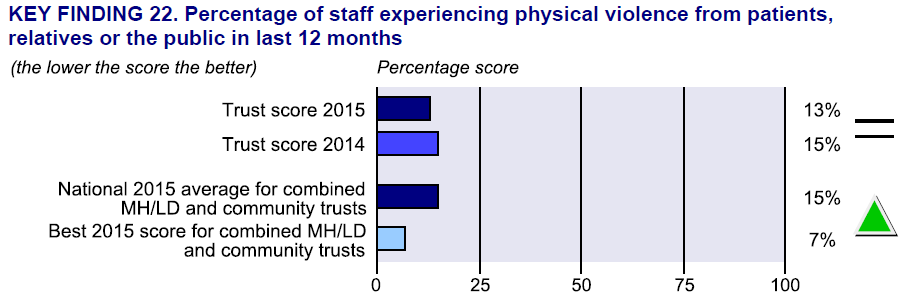 KEY FINDING 22. Percentage of staff experiencing physical violence from patients,
relatives or the public in last 12 months
(the lower the score the better) Percentage score
Trust score 2015 13%
Trust score 2014 15%
National 2015 average for combined
MH/LD and community trusts 15%
Best 2015 score for combined MH/LD
and community trusts 7%
0 25 50 75 100